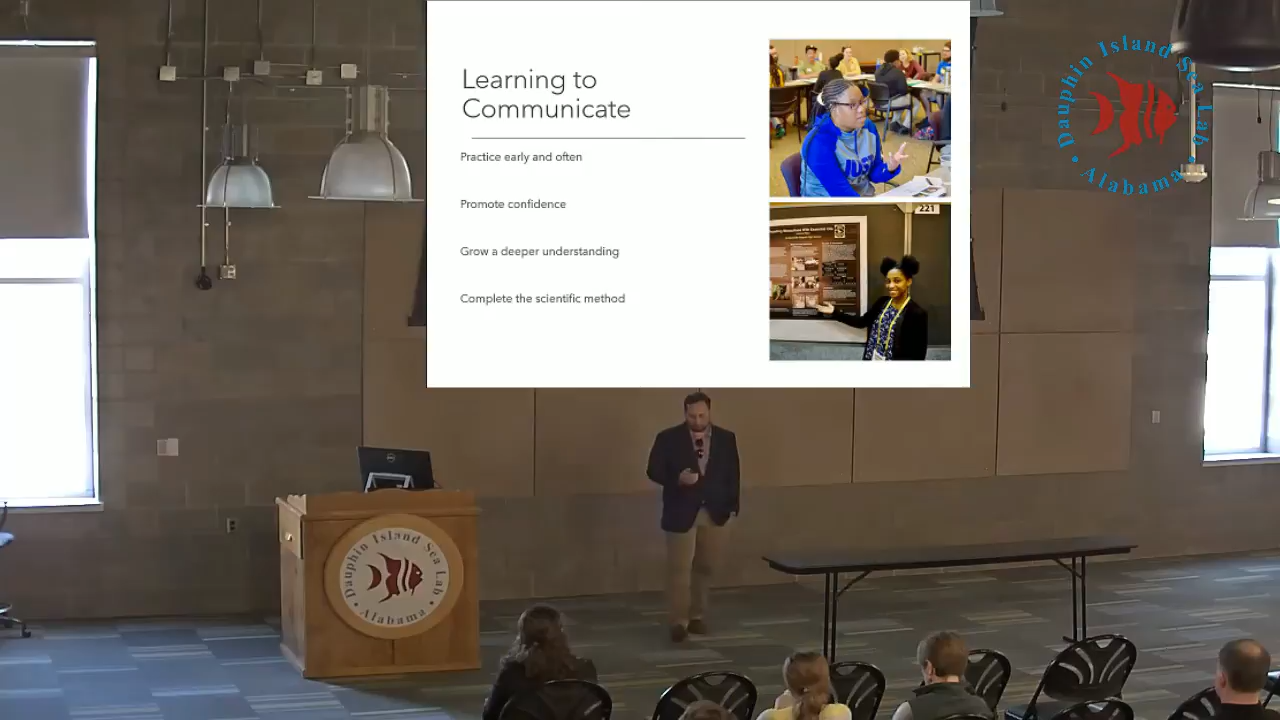 Learning to
Communicate
Practice early and often
Promote confidence
Grow a deeper understanding
Complete the scientific method
221
Dauphin Island Sea Lab
Alabama
Dauphin Island Sea Lab
Alabama